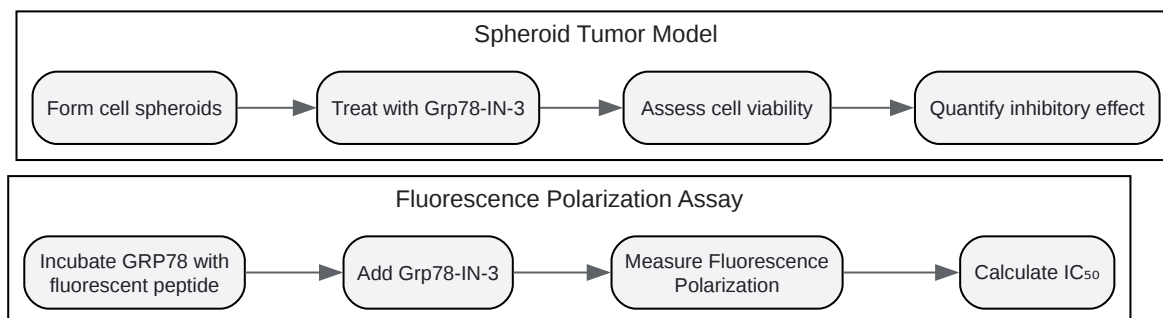 Spheroid Tumor Model
Form cell spheroids
Treat with Grp78-IN-3
Assess cell viability
Quantify inhibitory effect
Fluorescence Polarization Assay
Incubate GRP78 with
fluorescent peptide
Add Grp78-IN-3
Measure Fluorescence
Polarization
Calculate IC₅₀